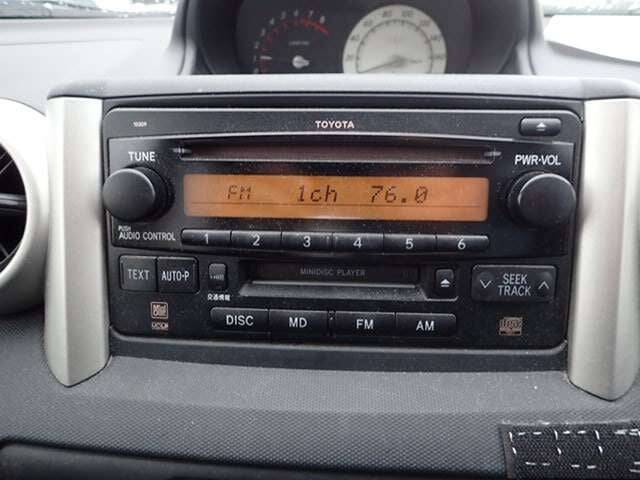 TOYOTA
TUNE
PWR·VOL
FM 1ch 76.0
PUSH
AUDIO CONTROL
1 2 3 4 5 6
TEXT AUTO·P
MINIDISC PLAYER
SEEK
TRACK
交通情報
DISC MD FM AM